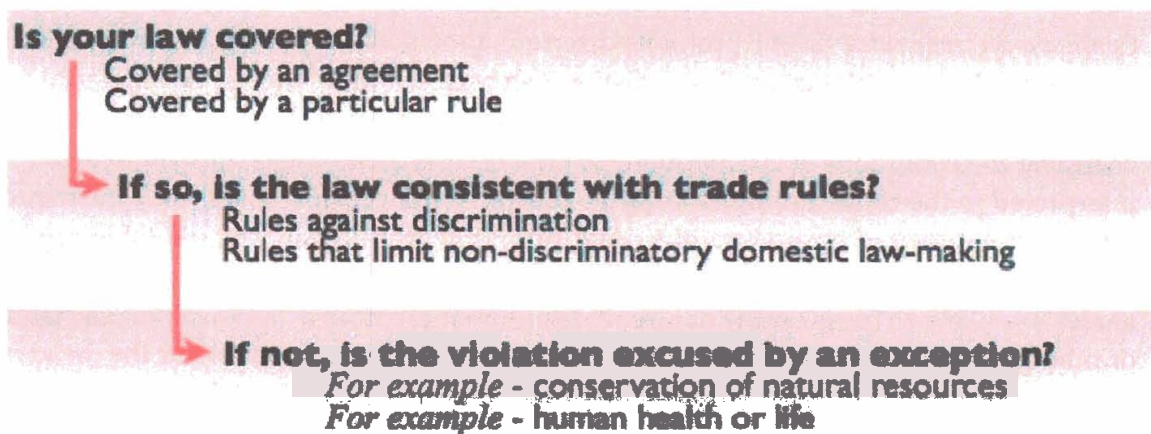 Is your law covered?
Covered by an agreement
Covered by a particular rule
If so, is the law consistent with trade rules?
Rules against discrimination
Rules that limit non-discriminatory domestic law-making
If not, is the violation excused by an exception?
For example - conservation of natural resources
For example - human health or life